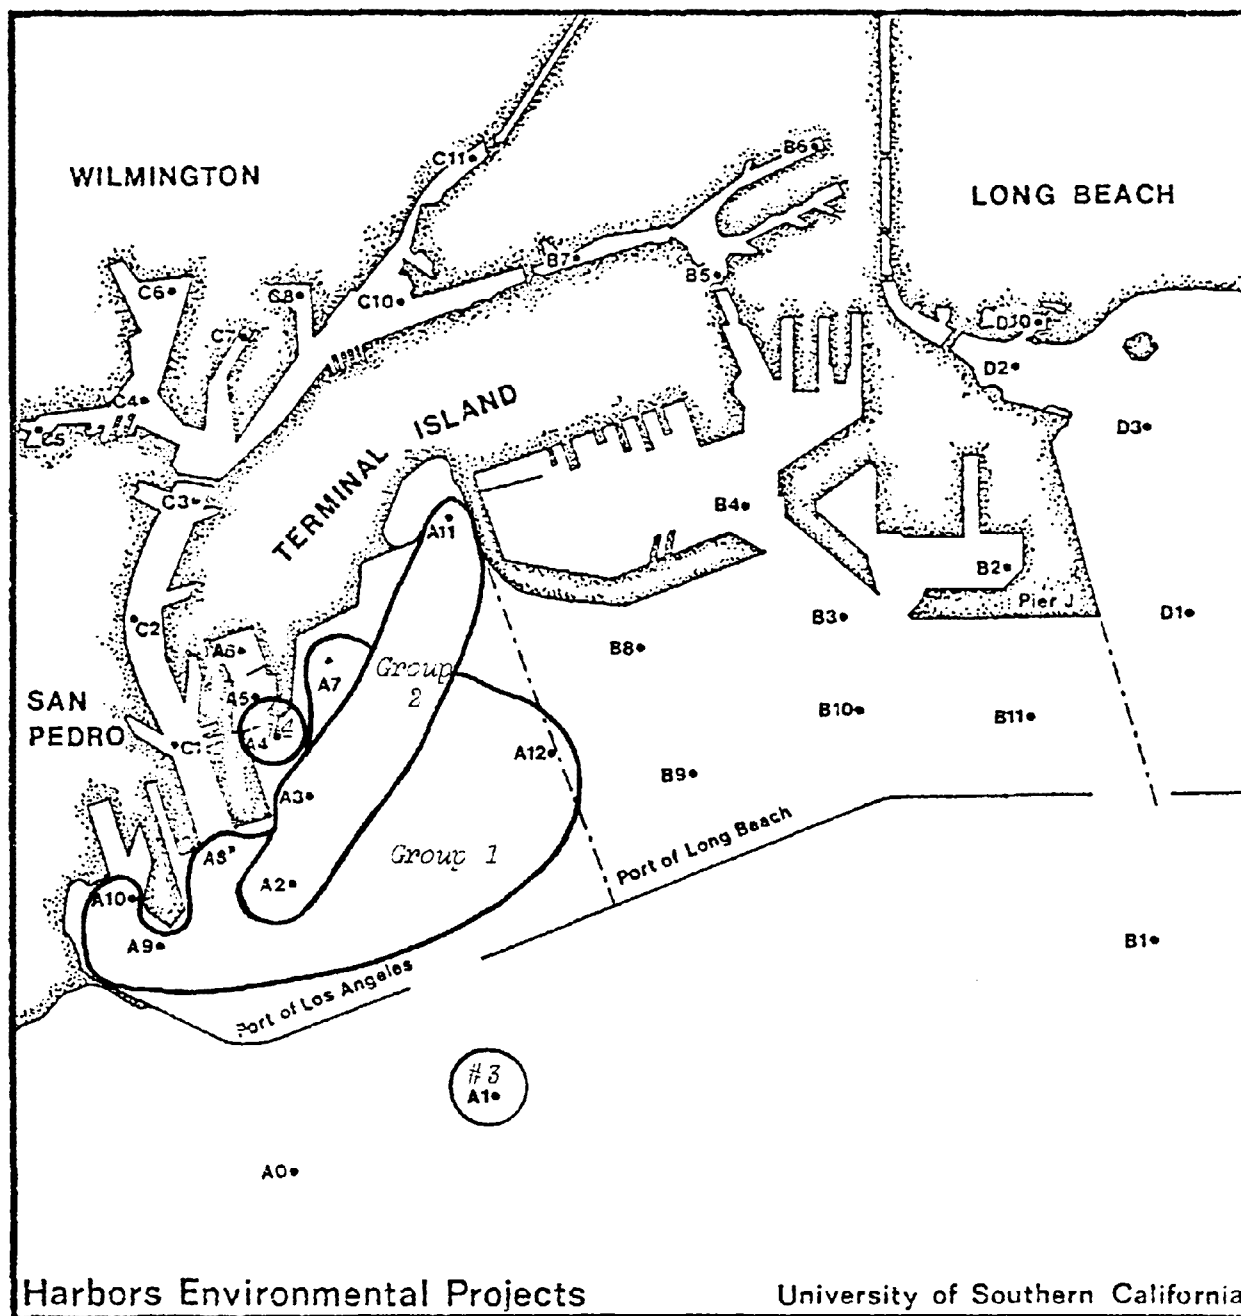 C11
B6
WILMINGTON
LONG BEACH
B7
B5
C6
C8
C10
C7
D10
D2
C4
C5
D3
TERMINAL ISLAND
C3
B4
A11
B2
Pier J
C2
B3
D1
A6
B8
Group
2
A7
SAN
PEDRO
A5
A4
C1
B10
B11
A12
B9
A3
Port of Long Beach
A8
Group 1
A2
A10
A9
B1
Port of Los Angeles
#3
A1
A0
Harbors Environmental Projects
University of Southern California